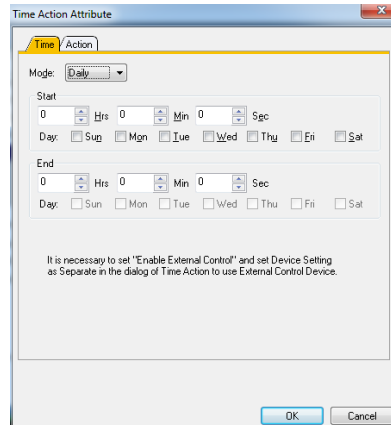 Time Action Attribute
Time Action
Mode: Daily
Start
0 Hrs 0 Min 0 Sec
Day: Sun Mon Tue Wed Thu Fri Sat
End
0 Hrs 0 Min 0 Sec
Day: Sun Mon Tue Wed Thu Fri Sat
It is necessary to set "Enable External Control" and set Device Setting
as Separate in the dialog of Time Action to use External Control Device.
OK Cancel